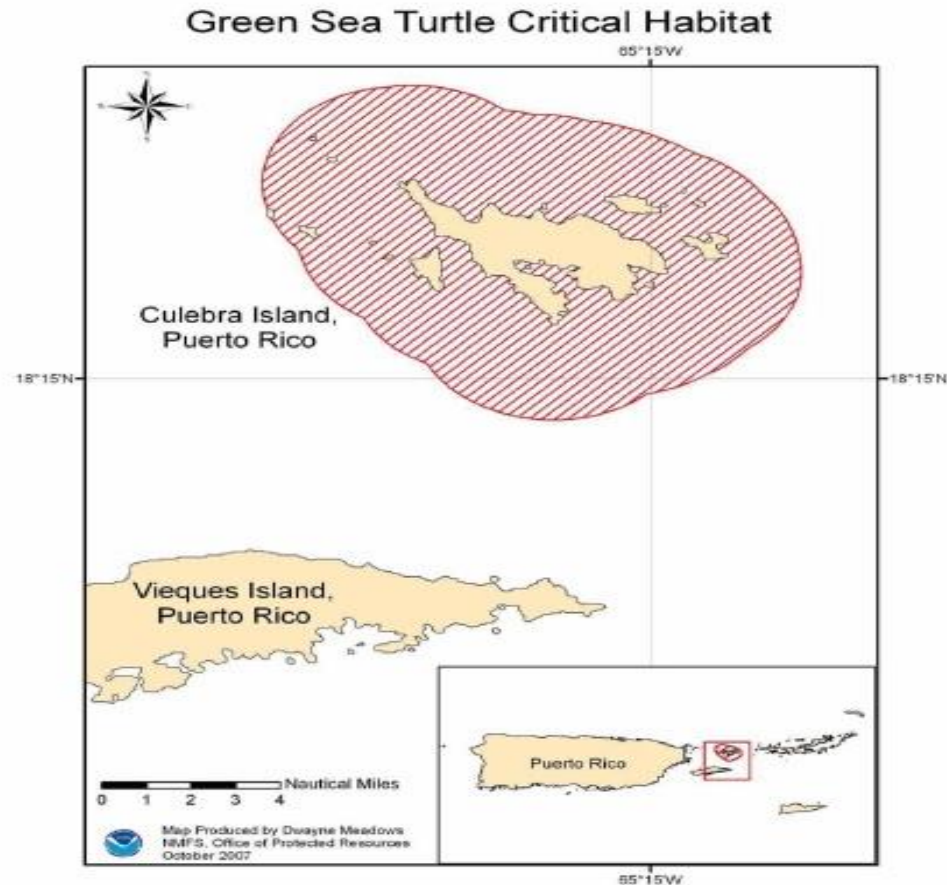 Green Sea Turtle Critical Habitat
65°15'W
Culebra Island,
Puerto Rico
18°15'N
18°15'N
Vieques Island,
Puerto Rico
Puerto Rico
Nautical Miles
0 1 2 3 4
Map Produced by Dwayne Meadows
NMFS, Office of Protected Resources
October 2007
65°15'W